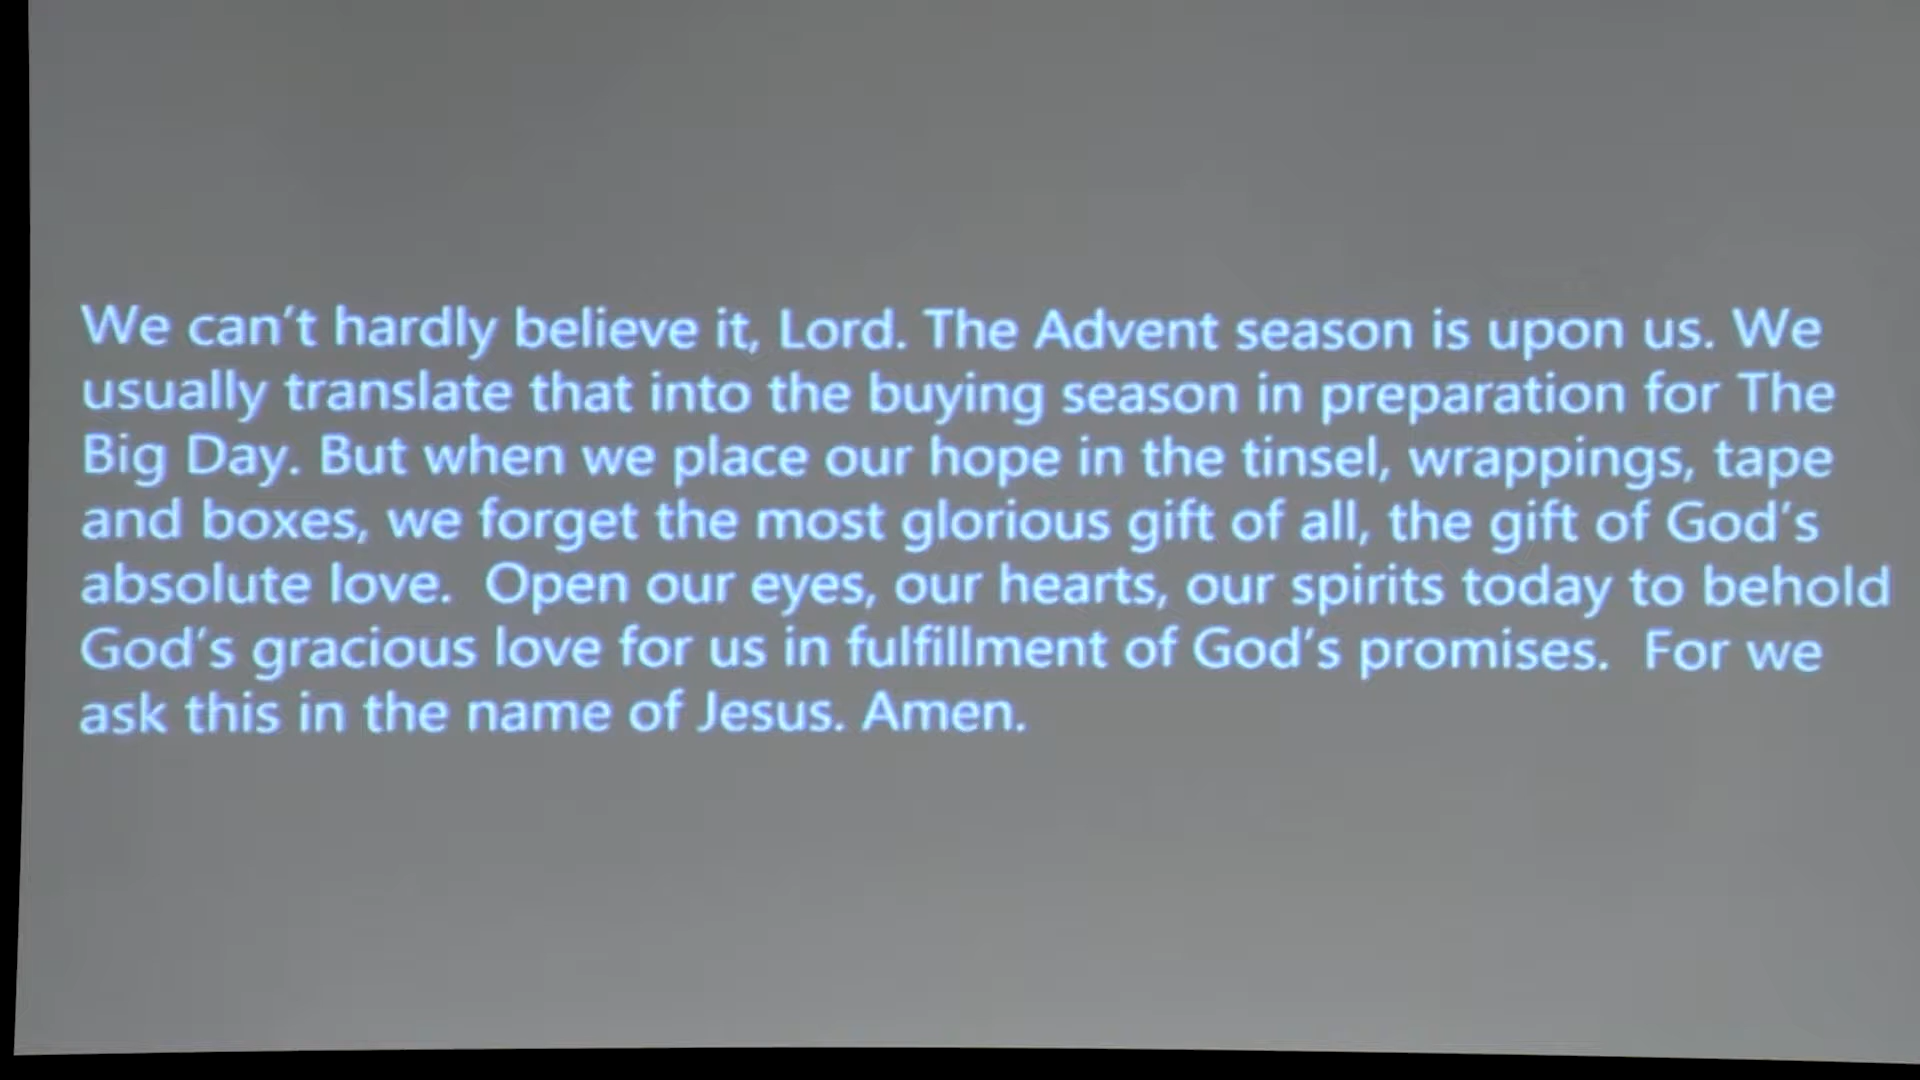 We can't hardly believe it, Lord. The Advent season is upon us. We
usually translate that into the buying season in preparation for The
Big Day. But when we place our hope in the tinsel, wrappings, tape
and boxes, we forget the most glorious gift of all, the gift of God's
absolute love.  Open our eyes, our hearts, our spirits today to behold
God's gracious love for us in fulfillment of God's promises.  For we
ask this in the name of Jesus. Amen.